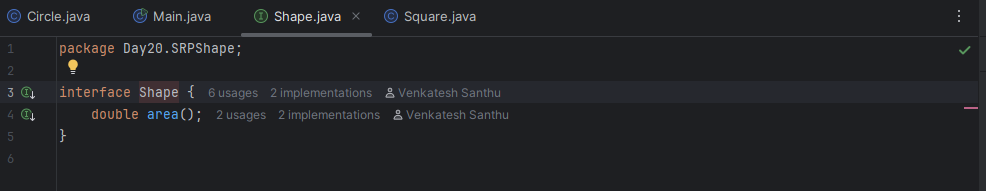 Circle.java Main.java Shape.java Square.java
1 package Day20.SRPShape;
2
3 interface Shape { 6 usages 2 implementations Venkatesh Santhu
4 double area(); 2 usages 2 implementations Venkatesh Santhu
5 }
6